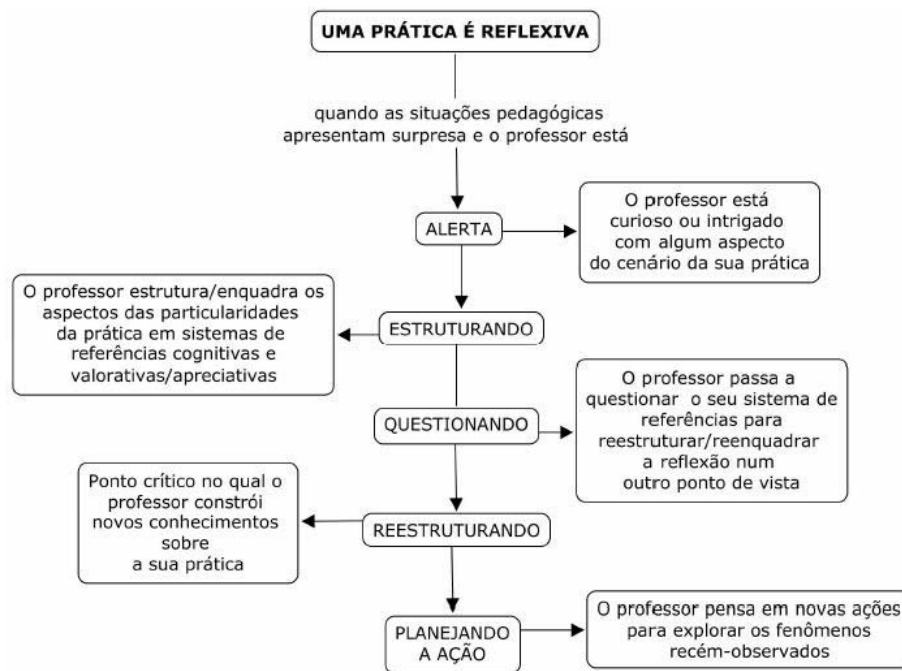 UMA PRÁTICA É REFLEXIVA
quando as situações pedagógicas
apresentam surpresa e o professor está
ALERTA
O professor está
curioso ou intrigado
com algum aspecto
do cenário da sua prática
O professor estrutura/enquadra os
aspectos das particularidades
da prática em sistemas de
referências cognitivas e
valorativas/apreciativas
ESTRUTURANDO
QUESTIONANDO
O professor passa a
questionar o seu sistema de
referências para
reestruturar/reenquadrar
a reflexão num
outro ponto de vista
Ponto crítico no qual o
professor constrói
novos conhecimentos
sobre
a sua prática
REESTRUTURANDO
PLANEJANDO
A AÇÃO
O professor pensa em novas ações
para explorar os fenômenos
recém-observados